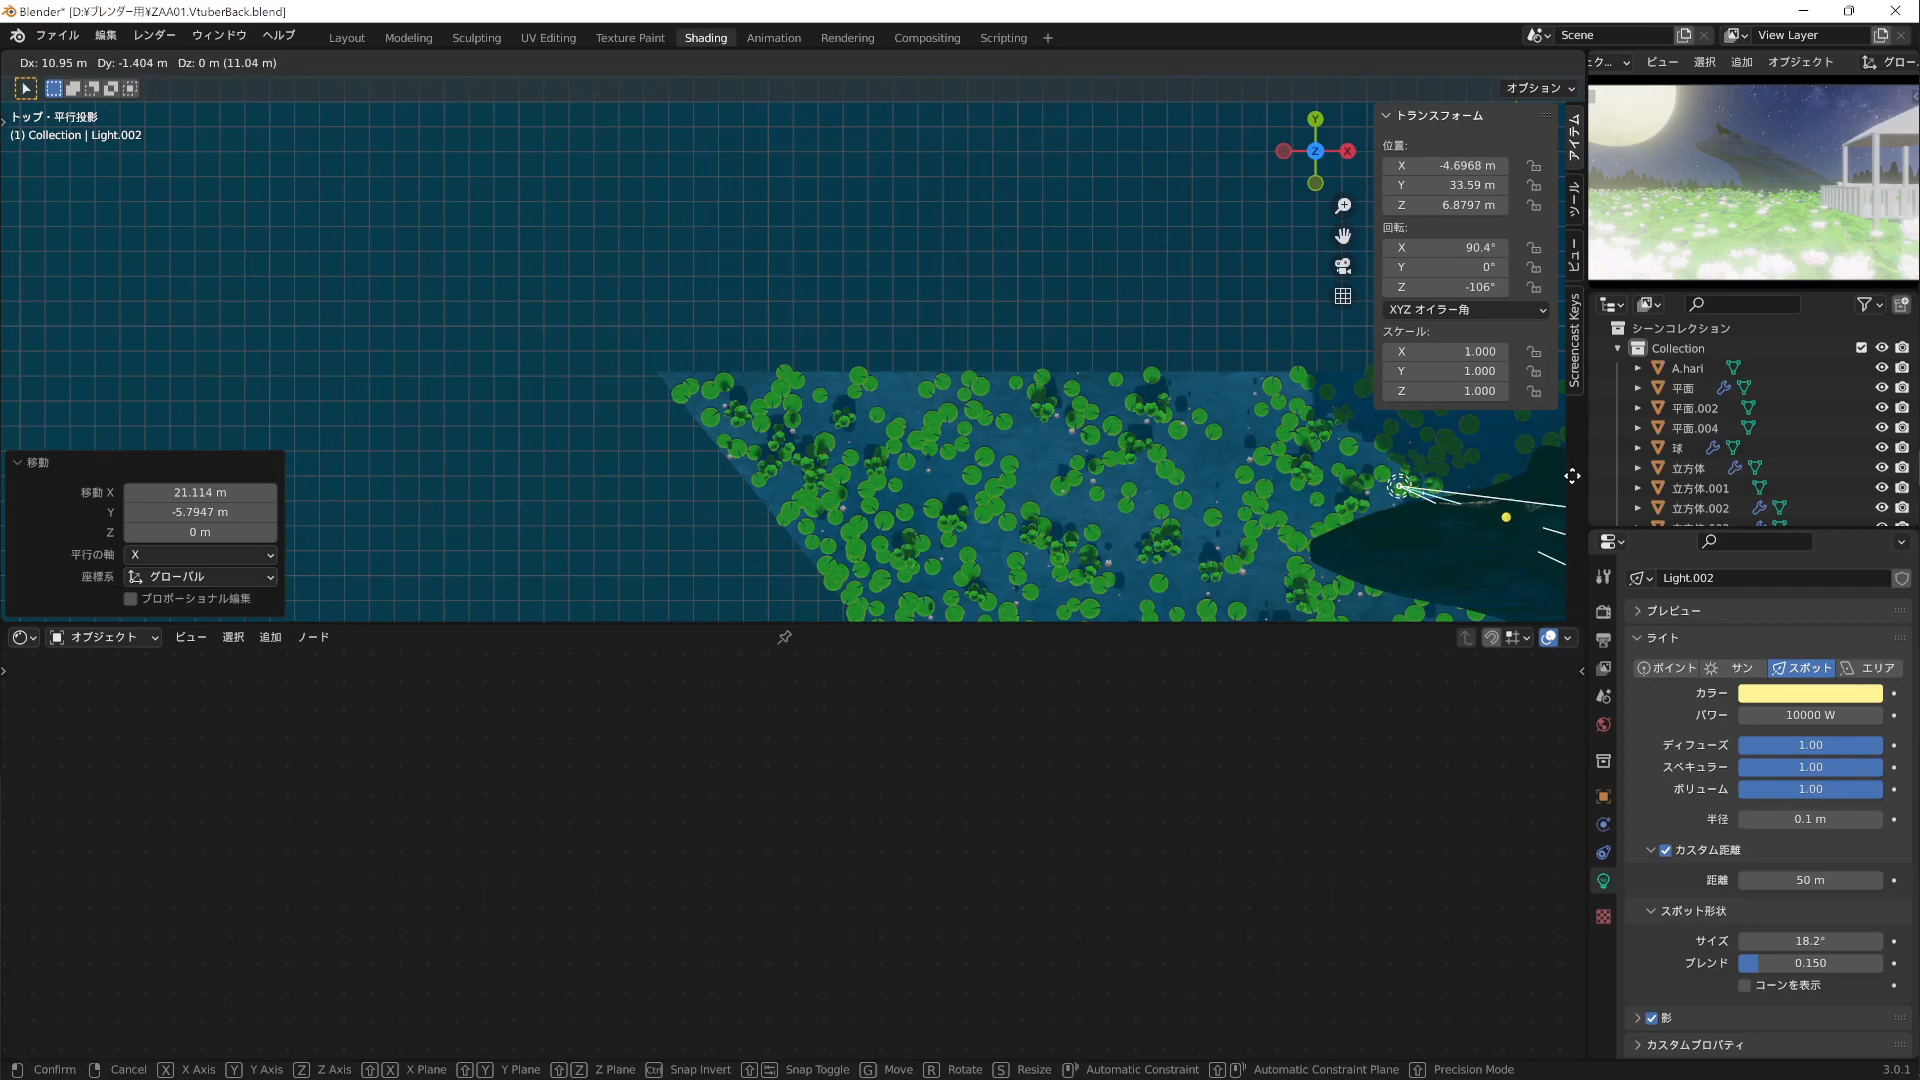 Blender* [D:¥ブレンダー用¥ZAA01.VtuberBack.blend]
ファイル 編集 レンダー ウィンドウ ヘルプ Layout Modeling Sculpting UV Editing Texture Paint Shading Animation Rendering Compositing Scripting + Scene View Layer
Dx: 10.95 m Dy: -1.404 m Dz: 0 m (11.04 m)
ビュー 選択 追加 オブジェクト グロー
オプション
トップ・平行投影
(1) Collection | Light.002
トランスフォーム
位置:
X -4.6968 m
Y 33.59 m
Z 6.8797 m
回転:
X 90.4°
Y 0°
Z -106°
XYZ オイラー角
スケール:
X 1.000
Y 1.000
Z 1.000
アイテム
ツール
ビュー
Screencast Keys
Y
Z
X
シーンコレクション
Collection
A.hari
平面
平面.002
平面.004
球
立方体
立方体.001
立方体.002
移動
移動 X 21.114 m
Y -5.7947 m
Z 0 m
平行の軸 X
座標系 グローバル
プロポーショナル編集
オブジェクト ビュー 選択 追加 ノード
Light.002
プレビュー
ライト
ポイント サン スポット エリア
カラー
パワー 10000 W
ディフューズ 1.00
スペキュラー 1.00
ボリューム 1.00
半径 0.1 m
カスタム距離
距離 50 m
スポット形状
サイズ 18.2°
ブレンド 0.150
コーンを表示
影
カスタムプロパティ
Confirm Cancel X X Axis Y Y Axis Z Z Axis X X Plane Y Y Plane Z Z Plane Ctrl Snap Invert Snap Toggle G Move R Rotate S Resize Automatic Constraint Automatic Constraint Plane Precision Mode 3.0.1